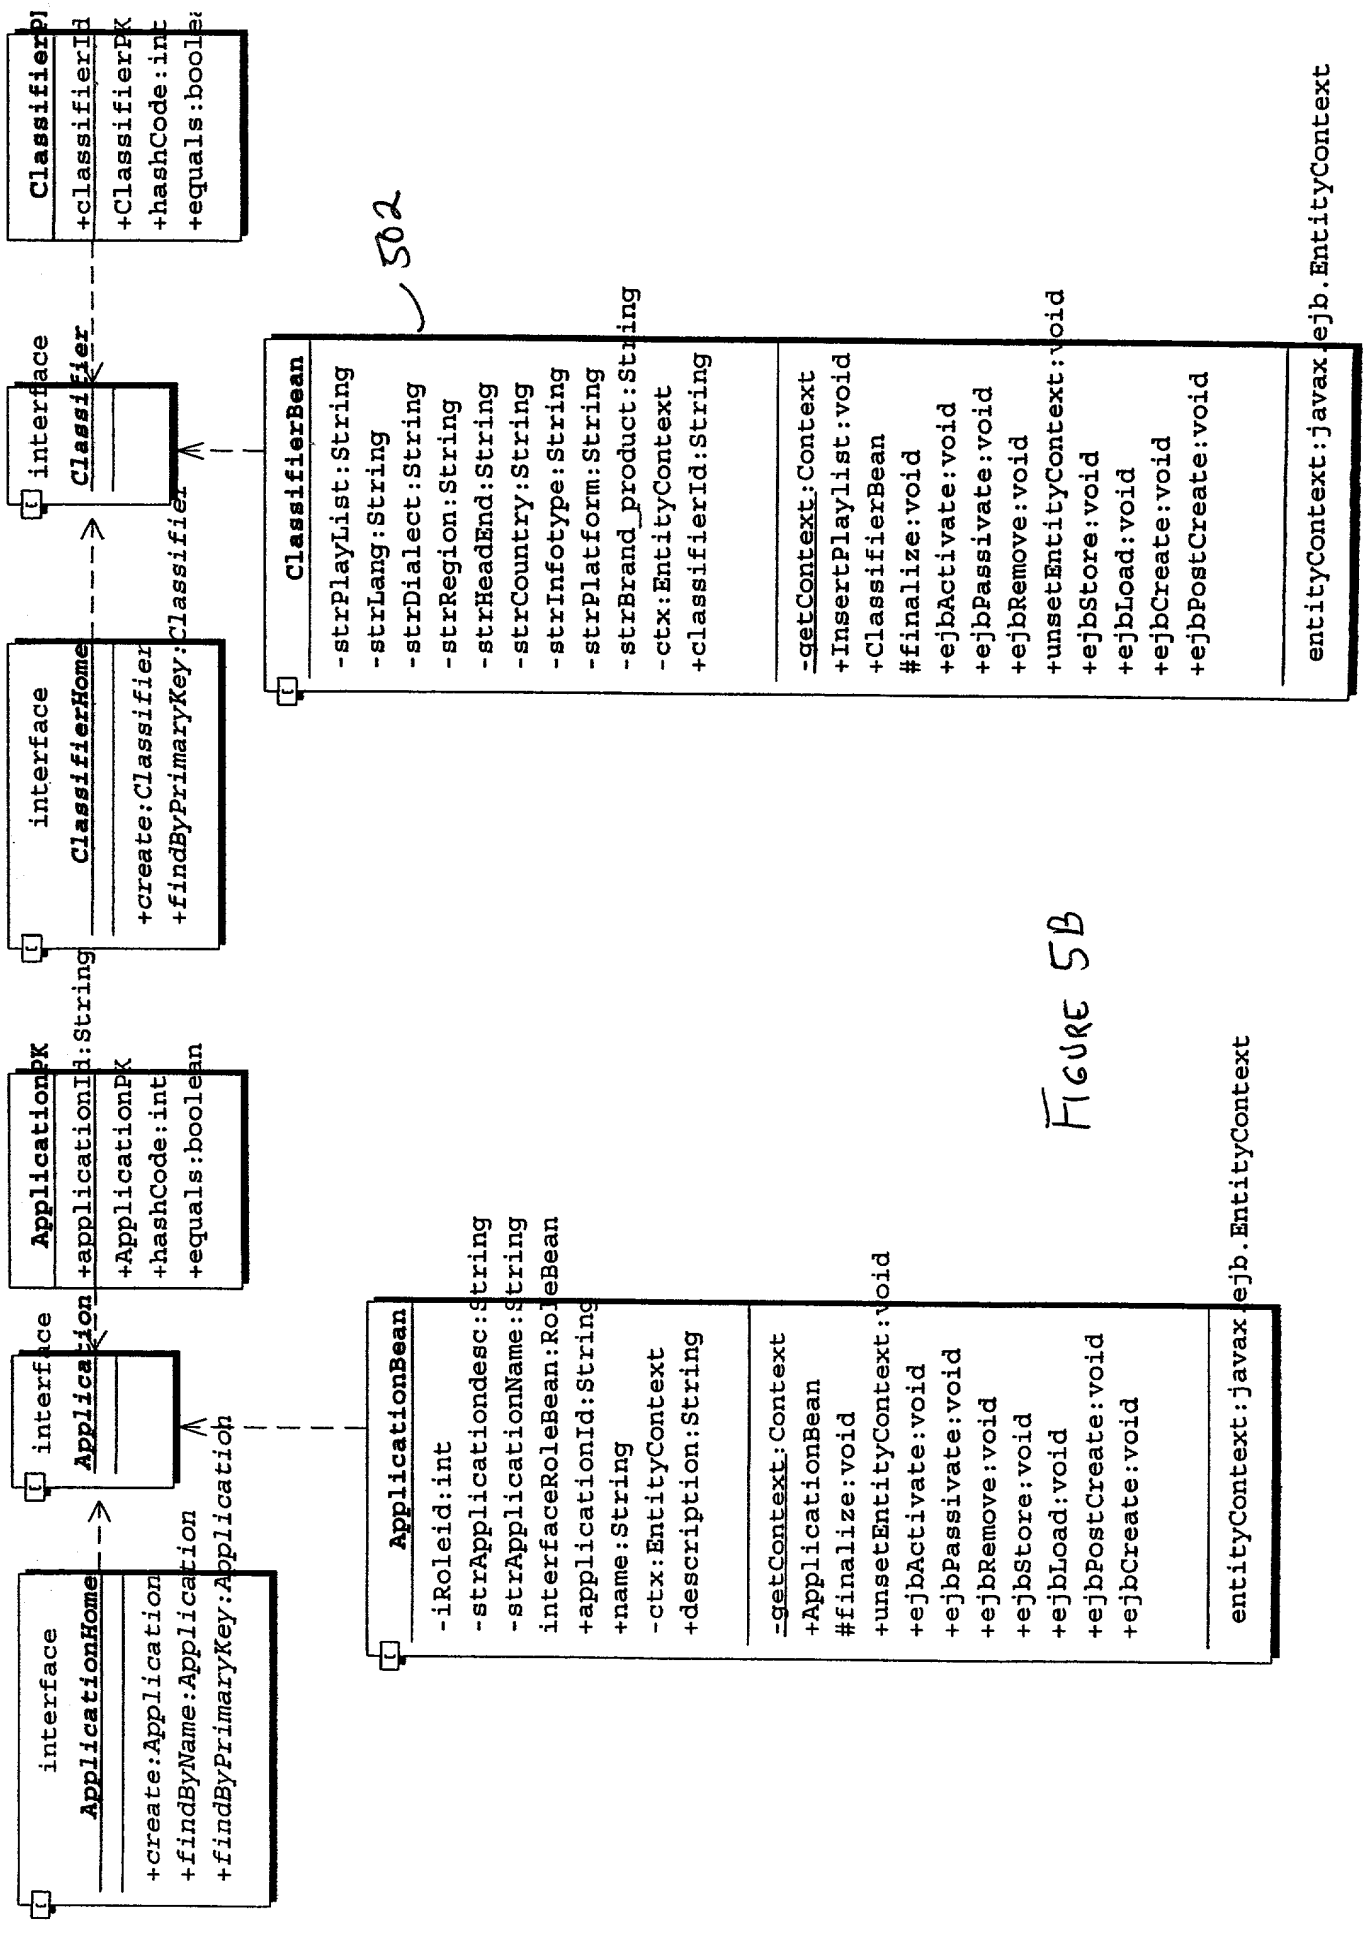 interface
ApplicationHome
+create:Application
+findByName:Application
+findByPrimaryKey:Application
interface
Application
ApplicationPK
+applicationId:String
+ApplicationPK
+hashCode:int
+equals:boolean
interface
ClassifierHome
+create:Classifier
+findByPrimaryKey:Classifier
interface
Classifier
+classifierId
+ClassifierPK
+hashCode:int
ApplicationBean
-iRoleid:int
-strApplicationdesc:String
-strApplicationName:String
interfaceRoleBean:RoleBean
+applicationId:String
+name:String
-ctx:EntityContext
+description:String
-getContext:Context
+ApplicationBean
#finalize:void
+unsetEntityContext:void
+ejbActivate:void
+ejbPassivate:void
+ejbRemove:void
+ejbStore:void
+ejbLoad:void
+ejbPostCreate:void
+ejbCreate:void
entityContext:javax.ejb.EntityContext
ClassifierBean
-strPlayList:String
-strLang:String
-strDialect:String
-strRegion:String
-strHeadEnd:String
-strCountry:String
-strInfotype:String
-strPlatform:String
-strBrand_product:String
-ctx:EntityContext
+classifierId:String
-getContext:Context
+InsertPlaylist:void
+ClassifierBean
#finalize:void
+ejbActivate:void
+ejbPassivate:void
+ejbRemove:void
+unsetEntityContext:void
+ejbStore:void
+ejbLoad:void
+ejbCreate:void
+ejbPostCreate:void
entityContext:javax.ejb.EntityContext
502
FIGURE 5B